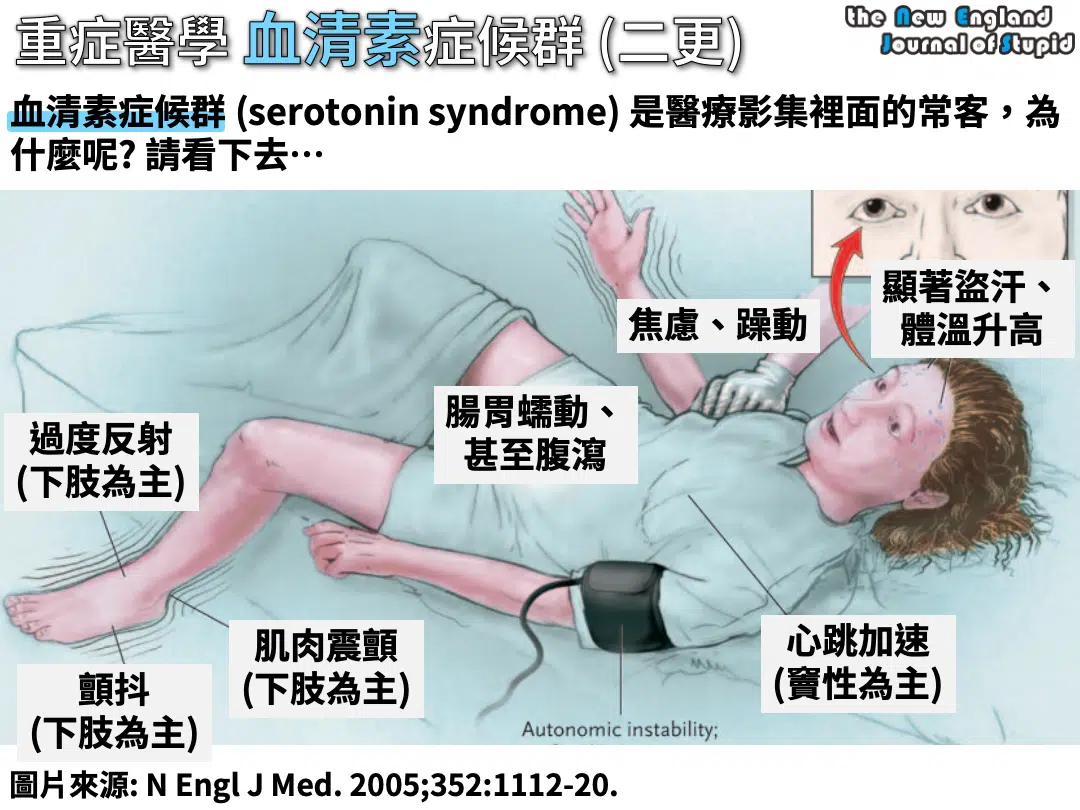 重症醫學 血清素症候群 (二更)
the New England
Journal of Stupid
血清素症候群 (serotonin syndrome) 是醫療影集裡面的常客，為
什麼呢? 請看下去…
顯著盜汗、
體溫升高
焦慮、躁動
腸胃蠕動、
甚至腹瀉
過度反射
(下肢為主)
肌肉震顫
(下肢為主)
心跳加速
(竇性為主)
顫抖
(下肢為主)
Autonomic instability;
圖片來源: N Engl J Med. 2005;352:1112-20.